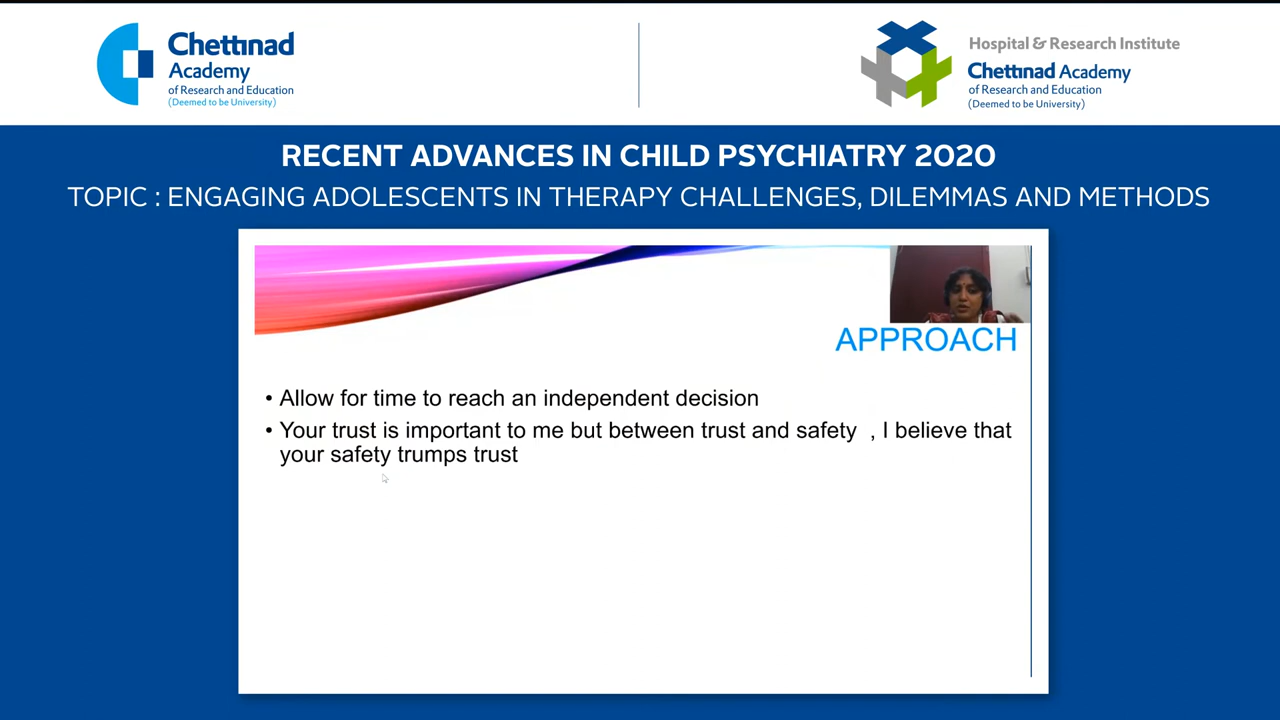 Chettinad
Academy
of Research and Education
(Deemed to be University)
Hospital & Research Institute
Chettinad Academy
of Research and Education
(Deemed to be University)
RECENT ADVANCES IN CHILD PSYCHIATRY 2020
TOPIC : ENGAGING ADOLESCENTS IN THERAPY CHALLENGES, DILEMMAS AND METHODS
APPROACH
• Allow for time to reach an independent decision
• Your trust is important to me but between trust and safety , I believe that
your safety trumps trust